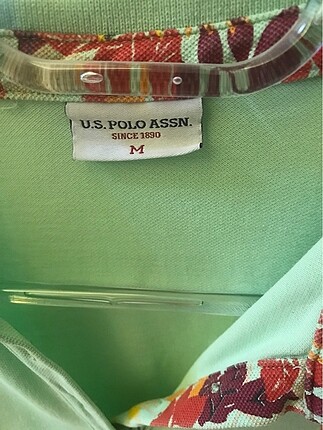 U.S. POLO ASSN.
SINCE 1890
M